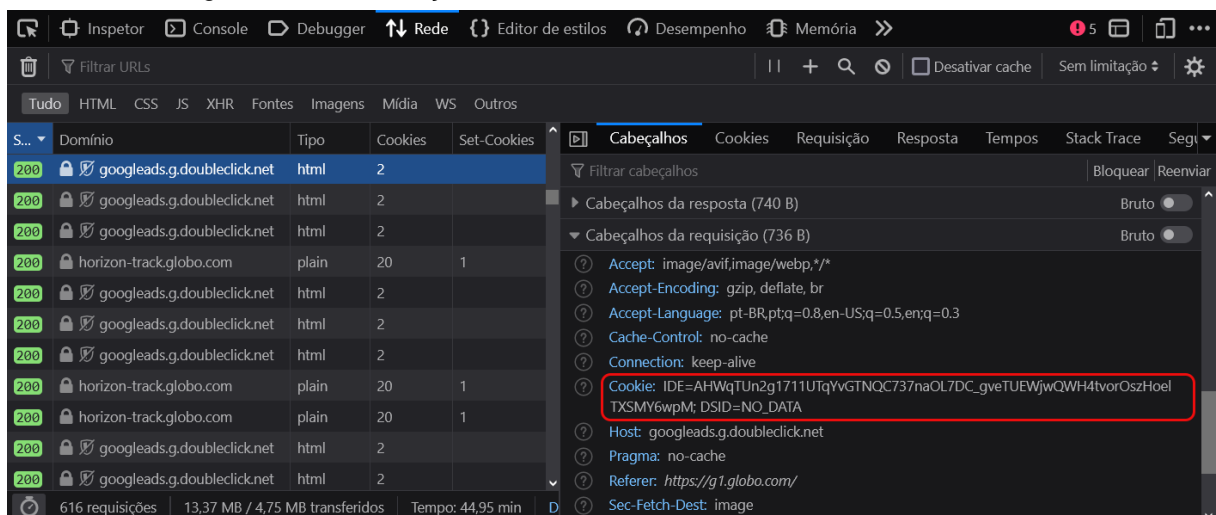 Inspetor Console Debugger Rede Editor de estilos Desempenho Memória 5
Filtrar URLs Desativar cache Sem limitação
Tudo HTML CSS JS XHR Fontes Imagens Mídia WS Outros
S... Domínio Tipo Cookies Set-Cookies
200 googleads.g.doubleclick.net html 2
200 googleads.g.doubleclick.net html 2
200 googleads.g.doubleclick.net html 2
200 horizon-track.globo.com plain 20 1
200 googleads.g.doubleclick.net html 2
200 googleads.g.doubleclick.net html 2
200 googleads.g.doubleclick.net html 2
200 horizon-track.globo.com plain 20 1
200 horizon-track.globo.com plain 20 1
200 googleads.g.doubleclick.net html 2
200 googleads.g.doubleclick.net html 2
616 requisições 13,37 MB / 4,75 MB transferidos Tempo: 44,95 min D
Cabeçalhos Cookies Requisição Resposta Tempos Stack Trace Segu
Filtrar cabeçalhos Bloquear Reenviar
Cabeçalhos da resposta (740 B) Bruto
Cabeçalhos da requisição (736 B) Bruto
Accept: image/avif,image/webp,*/*
Accept-Encoding: gzip, deflate, br
Accept-Language: pt-BR,pt;q=0.8,en-US;q=0.5,en;q=0.3
Cache-Control: no-cache
Connection: keep-alive
Cookie: IDE=AHWqTUn2g1711UTqYvGTNQC737naOL7DC_gveTUEWjwQWH4tvorOszHoel
TXSMY6wpM; DSID=NO_DATA
Host: googleads.g.doubleclick.net
Pragma: no-cache
Referer: https://g1.globo.com/
Sec-Fetch-Dest: image